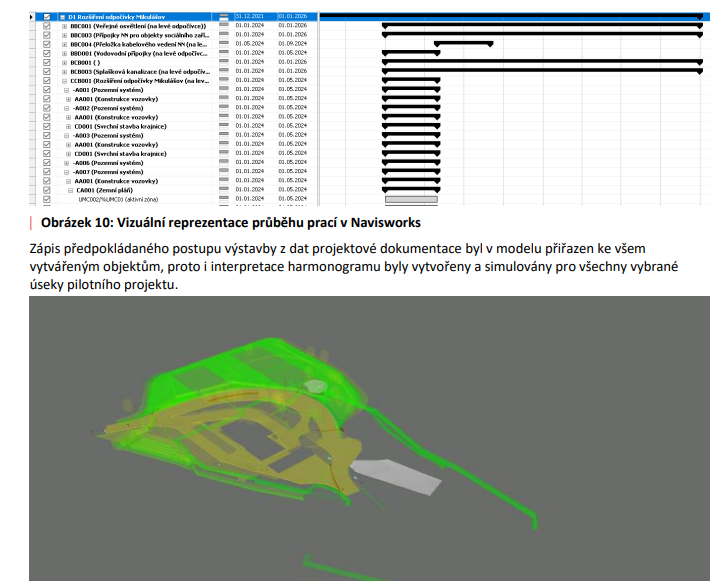 D1 Rozšíření odpočívky Mikulášov 31.12.2021 01.01.2026
BBC001 (Veřejné osvětlení (na levé odpočívce)) 01.01.2024 01.01.2026
BBC003 (Přípojky NN pro objekty sociálního zaří... 01.01.2024 01.01.2026
BBC004 (Přeložka kabelového vedení NN (na le... 01.05.2024 01.09.2024
BBD001 (Vodovodní přípojky (na levé odpočívc... 01.01.2024 01.05.2024
BCB001 ( ) 01.01.2024 01.01.2026
BCB003 (Splašková kanalizace (na levé odpočív... 01.01.2024 01.01.2026
CCB001 (Rozšíření odpočívky Mikulášov (na lev... 01.01.2024 01.05.2024
-A001 (Pozemní systém) 01.01.2024 01.05.2024
AA001 (Konstrukce vozovky) 01.01.2024 01.05.2024
-A002 (Pozemní systém) 01.01.2024 01.05.2024
AA001 (Konstrukce vozovky) 01.01.2024 01.05.2024
CD001 (Svrchní stavba krajnice) 01.01.2024 01.05.2024
-A003 (Pozemní systém) 01.01.2024 01.05.2024
AA001 (Konstrukce vozovky) 01.01.2024 01.05.2024
CD001 (Svrchní stavba krajnice) 01.01.2024 01.05.2024
-A006 (Pozemní systém) 01.01.2024 01.05.2024
-A007 (Pozemní systém) 01.01.2024 01.05.2024
AA001 (Konstrukce vozovky) 01.01.2024 01.05.2024
CA001 (Zemní pláň) 01.01.2024 01.05.2024
UMC002/%UMC01 (aktivní zóna) 01.01.2024 01.05.2024
Obrázek 10: Vizuální reprezentace průběhu prací v Navisworks
Zápis předpokládaného postupu výstavby z dat projektové dokumentace byl v modelu přiřazen ke všem
vytvářeným objektům, proto i interpretace harmonogramu byly vytvořeny a simulovány pro všechny vybrané
úseky pilotního projektu.